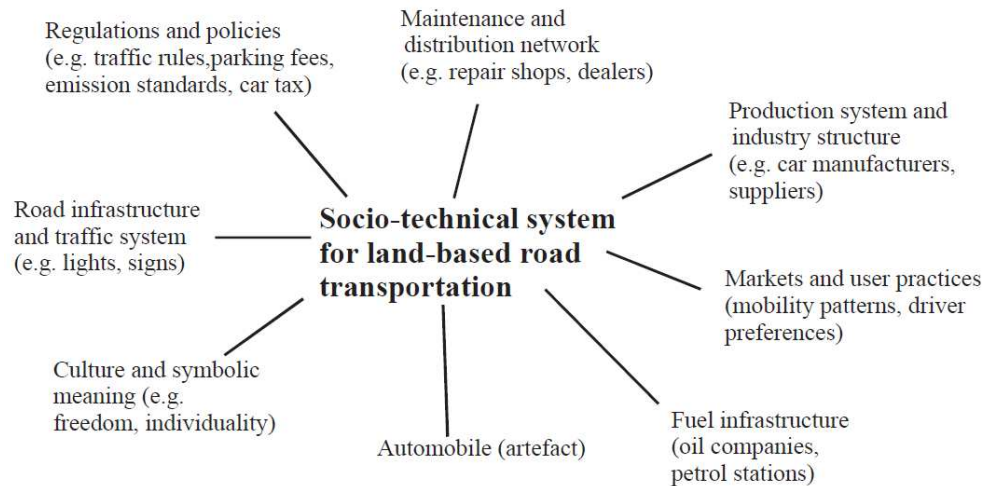 Regulations and policies
(e.g. traffic rules,parking fees,
emission standards, car tax)
Maintenance and
distribution network
(e.g. repair shops, dealers)
Production system and
industry structure
(e.g. car manufacturers,
suppliers)
Road infrastructure
and traffic system
(e.g. lights, signs)
Socio-technical system
for land-based road
transportation
Markets and user practices
(mobility patterns, driver
preferences)
Culture and symbolic
meaning (e.g.
freedom, individuality)
Automobile (artefact)
Fuel infrastructure
(oil companies,
petrol stations)